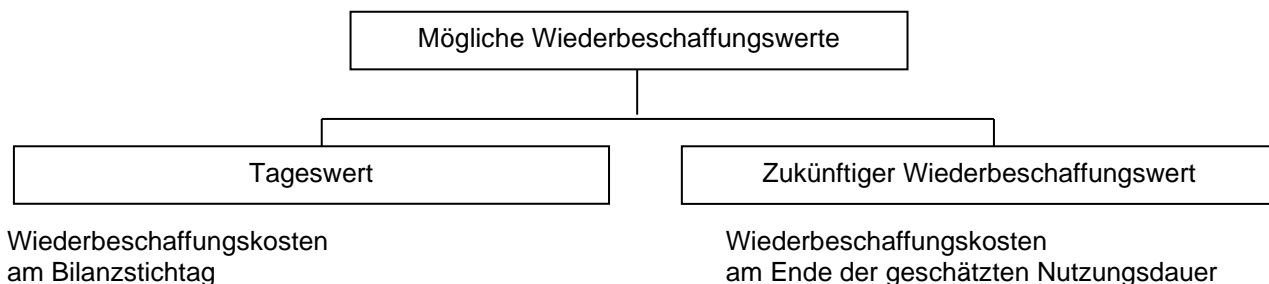 Mögliche Wiederbeschaffungswerte
Tageswert
Zukünftiger Wiederbeschaffungswert
Wiederbeschaffungskosten
am Bilanzstichtag
Wiederbeschaffungskosten
am Ende der geschätzten Nutzungsdauer